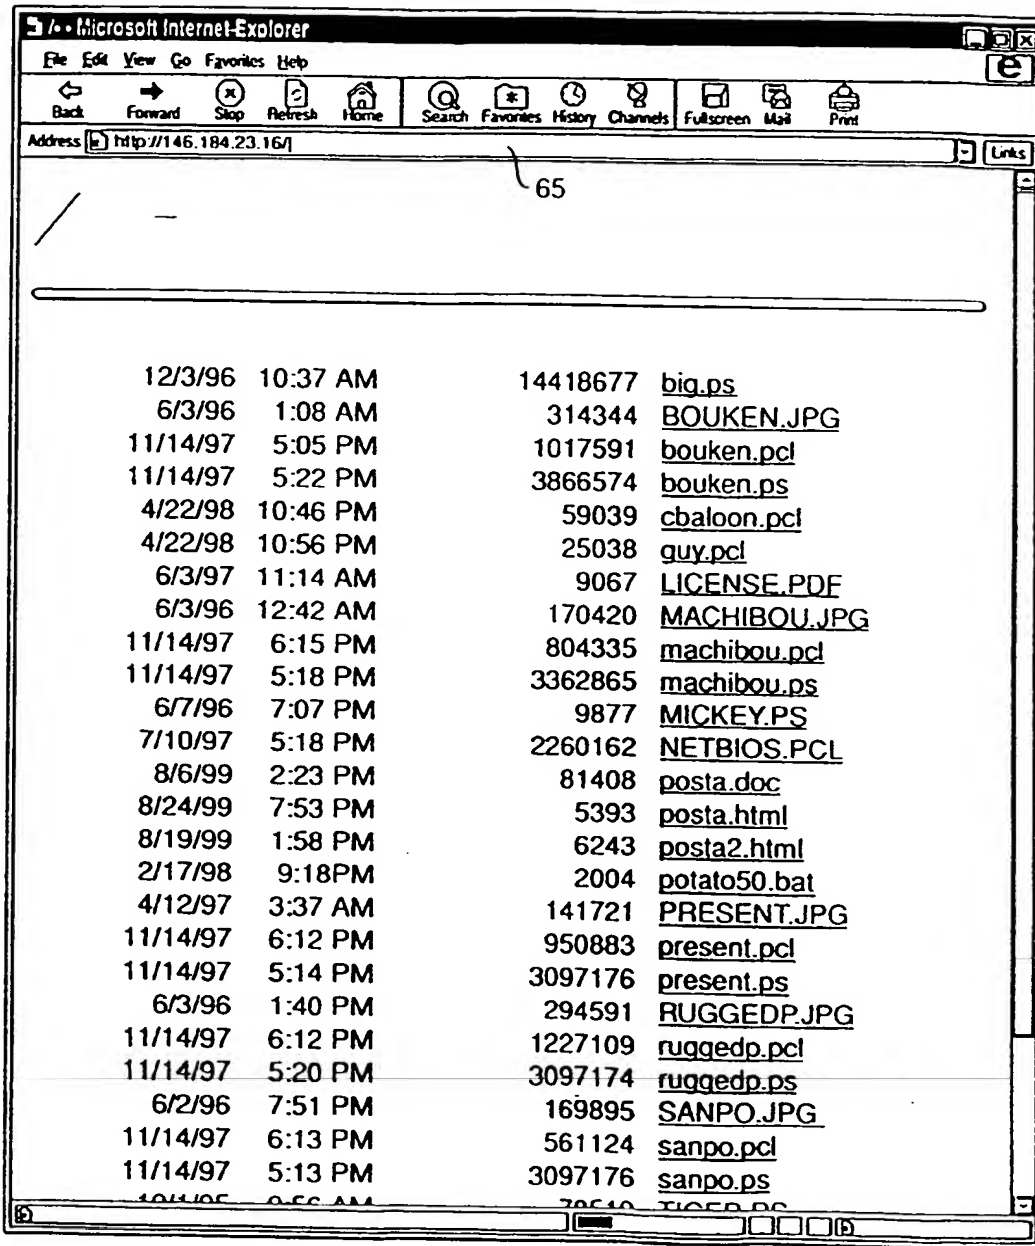 /•• Microsoft Internet-Explorer
File Edit View Go Favorites Help
Back Forward Stop Refresh Home Search Favorites History Channels Fullscreen Mail Print
Address http://146.184.23.16/ Links
65
/ –
12/3/96 10:37 AM 14418677 big.ps
6/3/96 1:08 AM 314344 BOUKEN.JPG
11/14/97 5:05 PM 1017591 bouken.pcl
11/14/97 5:22 PM 3866574 bouken.ps
4/22/98 10:46 PM 59039 cbaloon.pcl
4/22/98 10:56 PM 25038 guy.pcl
6/3/97 11:14 AM 9067 LICENSE.PDF
6/3/96 12:42 AM 170420 MACHIBOU.JPG
11/14/97 6:15 PM 804335 machibou.pcl
11/14/97 5:18 PM 3362865 machibou.ps
6/7/96 7:07 PM 9877 MICKEY.PS
7/10/97 5:18 PM 2260162 NETBIOS.PCL
8/6/99 2:23 PM 81408 posta.doc
8/24/99 7:53 PM 5393 posta.html
8/19/99 1:58 PM 6243 posta2.html
2/17/98 9:18PM 2004 potato50.bat
4/12/97 3:37 AM 141721 PRESENT.JPG
11/14/97 6:12 PM 950883 present.pcl
11/14/97 5:14 PM 3097176 present.ps
6/3/96 1:40 PM 294591 RUGGEDP.JPG
11/14/97 6:12 PM 1227109 ruggedp.pcl
11/14/97 5:20 PM 3097174 ruggedp.ps
6/2/96 7:51 PM 169895 SANPO.JPG
11/14/97 6:13 PM 561124 sanpo.pcl
11/14/97 5:13 PM 3097176 sanpo.ps